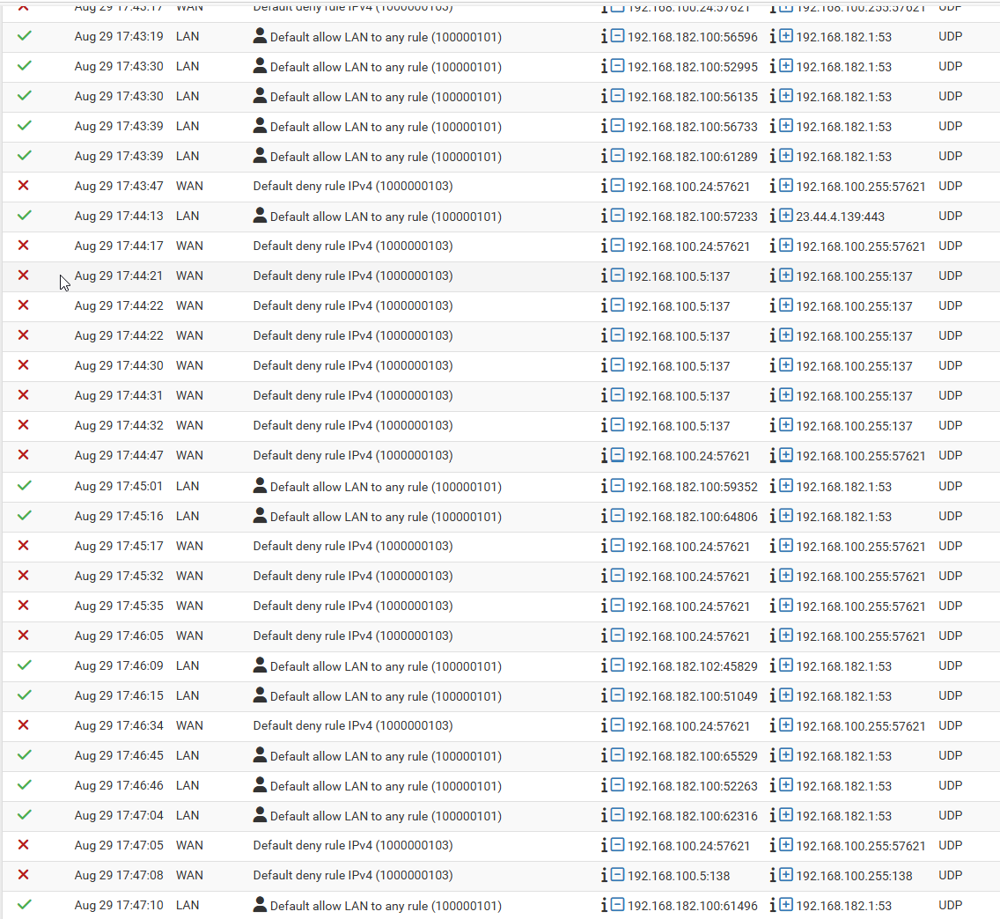 Aug 29 17:43:17 WAN Default deny rule IPv4 (1000000103) 192.168.100.24:57621 192.168.100.255:57621 UDP
Aug 29 17:43:19 LAN Default allow LAN to any rule (100000101) 192.168.182.100:56596 192.168.182.1:53 UDP
Aug 29 17:43:30 LAN Default allow LAN to any rule (100000101) 192.168.182.100:52995 192.168.182.1:53 UDP
Aug 29 17:43:30 LAN Default allow LAN to any rule (100000101) 192.168.182.100:56135 192.168.182.1:53 UDP
Aug 29 17:43:39 LAN Default allow LAN to any rule (100000101) 192.168.182.100:56733 192.168.182.1:53 UDP
Aug 29 17:43:39 LAN Default allow LAN to any rule (100000101) 192.168.182.100:61289 192.168.182.1:53 UDP
Aug 29 17:43:47 WAN Default deny rule IPv4 (1000000103) 192.168.100.24:57621 192.168.100.255:57621 UDP
Aug 29 17:44:13 LAN Default allow LAN to any rule (100000101) 192.168.182.100:57233 23.44.4.139:443 UDP
Aug 29 17:44:17 WAN Default deny rule IPv4 (1000000103) 192.168.100.24:57621 192.168.100.255:57621 UDP
Aug 29 17:44:21 WAN Default deny rule IPv4 (1000000103) 192.168.100.5:137 192.168.100.255:137 UDP
Aug 29 17:44:22 WAN Default deny rule IPv4 (1000000103) 192.168.100.5:137 192.168.100.255:137 UDP
Aug 29 17:44:22 WAN Default deny rule IPv4 (1000000103) 192.168.100.5:137 192.168.100.255:137 UDP
Aug 29 17:44:30 WAN Default deny rule IPv4 (1000000103) 192.168.100.5:137 192.168.100.255:137 UDP
Aug 29 17:44:31 WAN Default deny rule IPv4 (1000000103) 192.168.100.5:137 192.168.100.255:137 UDP
Aug 29 17:44:32 WAN Default deny rule IPv4 (1000000103) 192.168.100.5:137 192.168.100.255:137 UDP
Aug 29 17:44:47 WAN Default deny rule IPv4 (1000000103) 192.168.100.24:57621 192.168.100.255:57621 UDP
Aug 29 17:45:01 LAN Default allow LAN to any rule (100000101) 192.168.182.100:59352 192.168.182.1:53 UDP
Aug 29 17:45:16 LAN Default allow LAN to any rule (100000101) 192.168.182.100:64806 192.168.182.1:53 UDP
Aug 29 17:45:17 WAN Default deny rule IPv4 (1000000103) 192.168.100.24:57621 192.168.100.255:57621 UDP
Aug 29 17:45:32 WAN Default deny rule IPv4 (1000000103) 192.168.100.24:57621 192.168.100.255:57621 UDP
Aug 29 17:45:35 WAN Default deny rule IPv4 (1000000103) 192.168.100.24:57621 192.168.100.255:57621 UDP
Aug 29 17:46:05 WAN Default deny rule IPv4 (1000000103) 192.168.100.24:57621 192.168.100.255:57621 UDP
Aug 29 17:46:09 LAN Default allow LAN to any rule (100000101) 192.168.182.102:45829 192.168.182.1:53 UDP
Aug 29 17:46:15 LAN Default allow LAN to any rule (100000101) 192.168.182.100:51049 192.168.182.1:53 UDP
Aug 29 17:46:34 WAN Default deny rule IPv4 (1000000103) 192.168.100.24:57621 192.168.100.255:57621 UDP
Aug 29 17:46:45 LAN Default allow LAN to any rule (100000101) 192.168.182.100:65529 192.168.182.1:53 UDP
Aug 29 17:46:46 LAN Default allow LAN to any rule (100000101) 192.168.182.100:52263 192.168.182.1:53 UDP
Aug 29 17:47:04 LAN Default allow LAN to any rule (100000101) 192.168.182.100:62316 192.168.182.1:53 UDP
Aug 29 17:47:05 WAN Default deny rule IPv4 (1000000103) 192.168.100.24:57621 192.168.100.255:57621 UDP
Aug 29 17:47:08 WAN Default deny rule IPv4 (1000000103) 192.168.100.5:138 192.168.100.255:138 UDP
Aug 29 17:47:10 LAN Default allow LAN to any rule (100000101) 192.168.182.100:61496 192.168.182.1:53 UDP